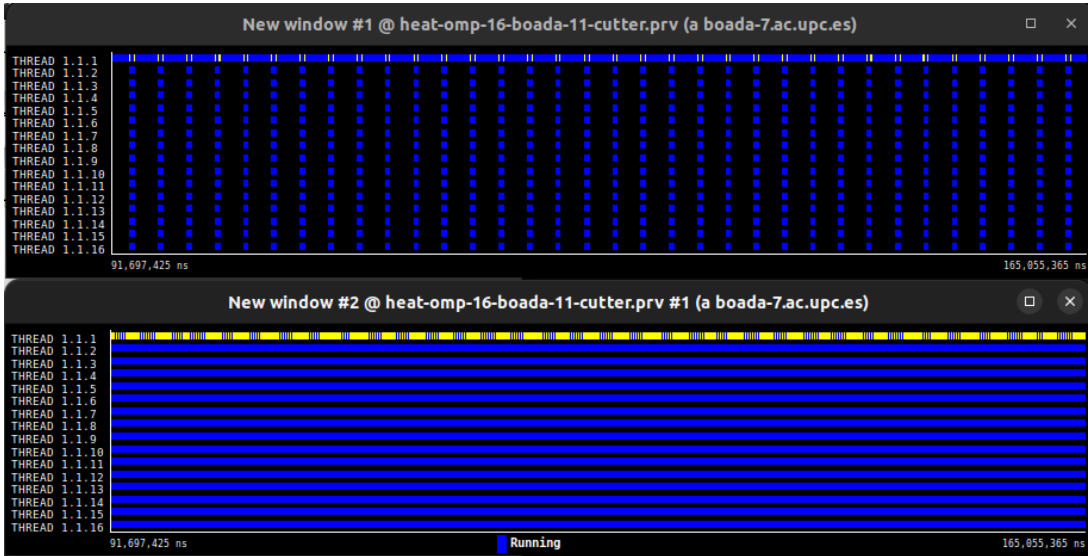 New window #1 @ heat-omp-16-boada-11-cutter.prv (a boada-7.ac.upc.es)
THREAD 1.1.1
THREAD 1.1.2
THREAD 1.1.3
THREAD 1.1.4
THREAD 1.1.5
THREAD 1.1.6
THREAD 1.1.7
THREAD 1.1.8
THREAD 1.1.9
THREAD 1.1.10
THREAD 1.1.11
THREAD 1.1.12
THREAD 1.1.13
THREAD 1.1.14
THREAD 1.1.15
THREAD 1.1.16
91,697,425 ns 165,055,365 ns
New window #2 @ heat-omp-16-boada-11-cutter.prv #1 (a boada-7.ac.upc.es)
THREAD 1.1.1
THREAD 1.1.2
THREAD 1.1.3
THREAD 1.1.4
THREAD 1.1.5
THREAD 1.1.6
THREAD 1.1.7
THREAD 1.1.8
THREAD 1.1.9
THREAD 1.1.10
THREAD 1.1.11
THREAD 1.1.12
THREAD 1.1.13
THREAD 1.1.14
THREAD 1.1.15
THREAD 1.1.16
91,697,425 ns Running 165,055,365 ns